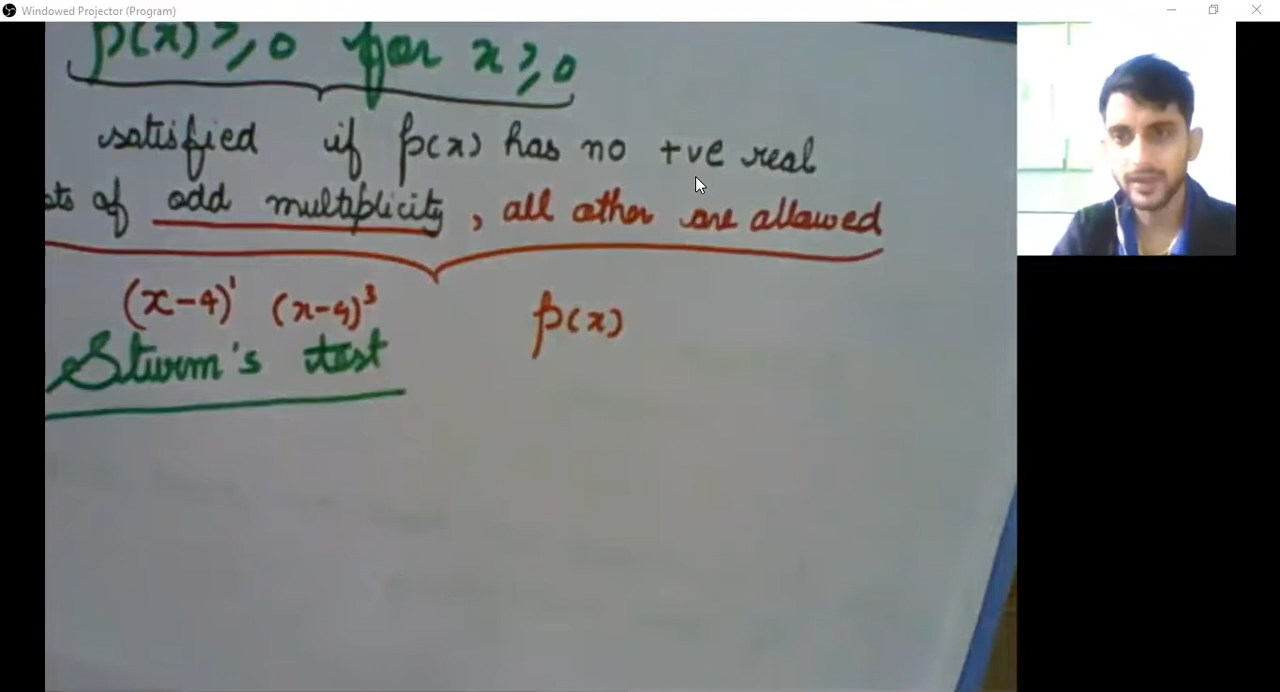 Windowed Projector (Program)
p(x) ≥ 0 for x ≥ 0
satisfied if p(x) has no +ve real
ots of odd multiplicity, all other are allowed
(x-4)¹ (x-4)³ p(x)
Sturm's test